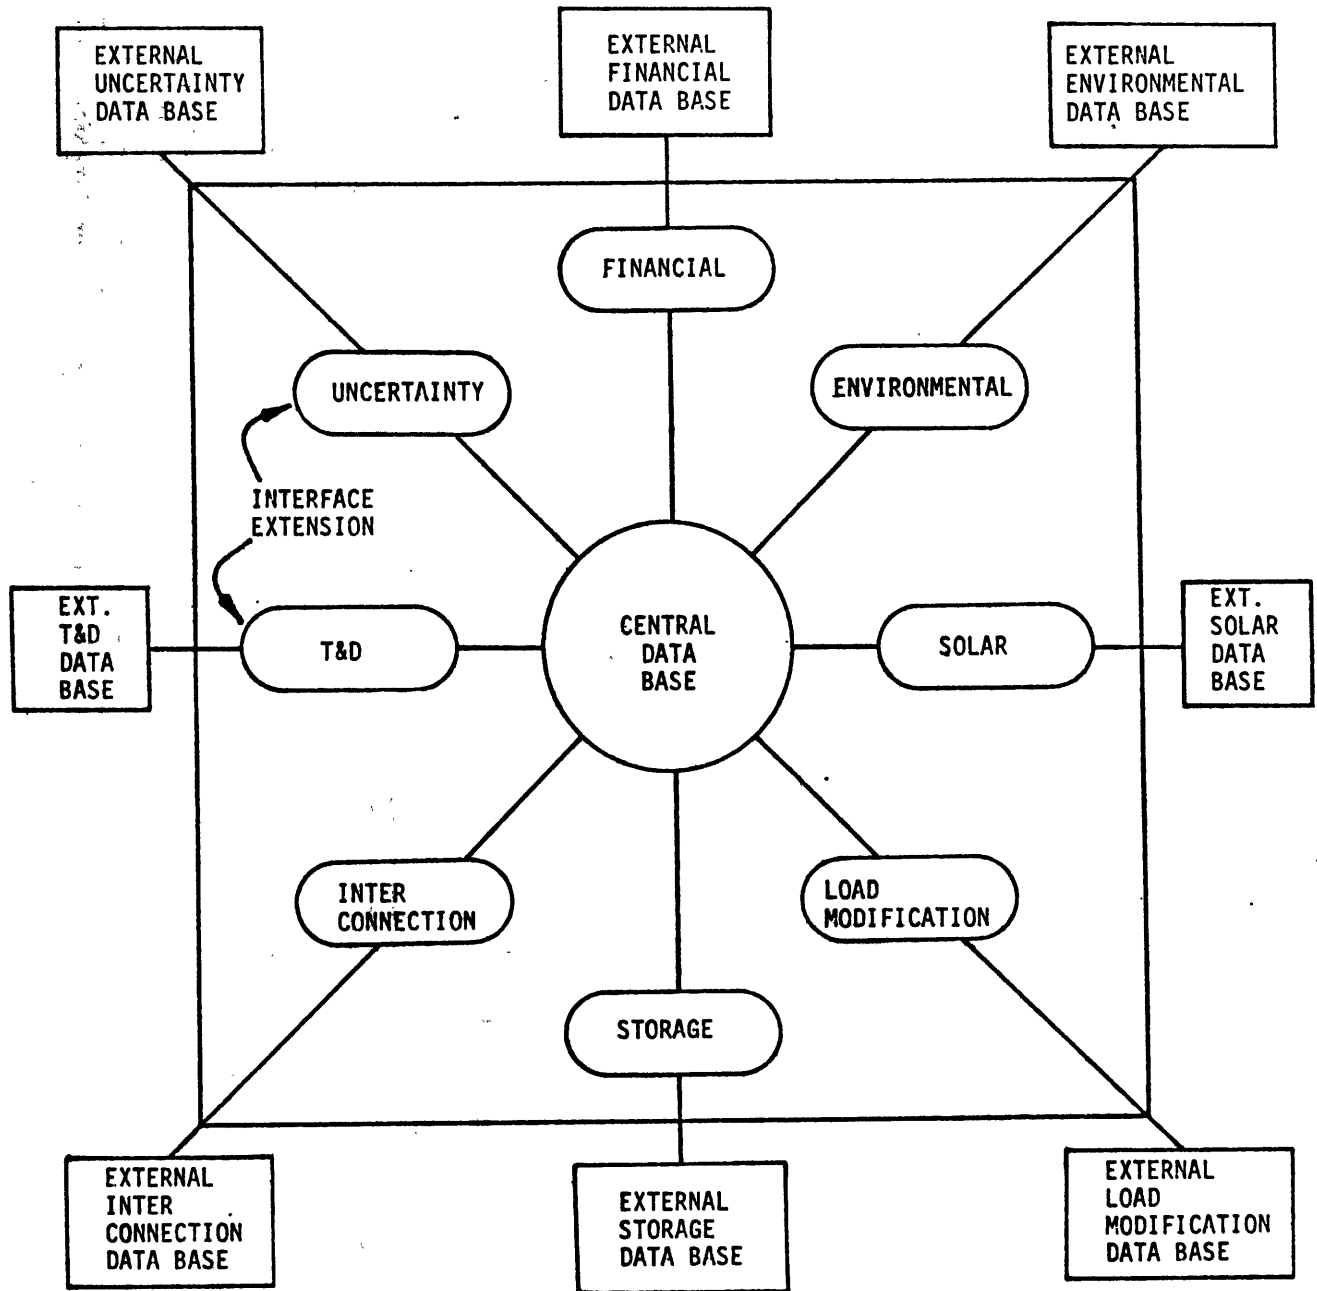 EXTERNAL
UNCERTAINTY
DATA BASE
EXTERNAL
FINANCIAL
DATA BASE
EXTERNAL
ENVIRONMENTAL
DATA BASE
FINANCIAL
UNCERTAINTY
ENVIRONMENTAL
INTERFACE
EXTENSION
EXT.
T&D
DATA
BASE
T&D
CENTRAL
DATA
BASE
SOLAR
EXT.
SOLAR
DATA
BASE
INTER
CONNECTION
LOAD
MODIFICATION
STORAGE
EXTERNAL
INTER
CONNECTION
DATA BASE
EXTERNAL
STORAGE
DATA BASE
EXTERNAL
LOAD
MODIFICATION
DATA BASE